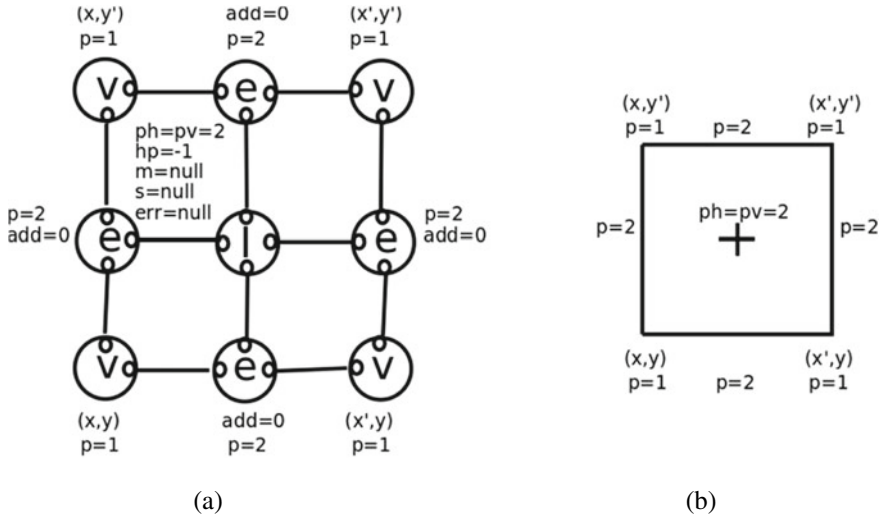 (x,y')
p=1
add=0
p=2
(x',y')
p=1
v
e
v
ph=pv=2
hp=-1
m=null
s=null
err=null
p=2
add=0
e
I
e
p=2
add=0
v
e
v
(x,y)
p=1
add=0
p=2
(x',y)
p=1
(a)
(x,y')
p=1
p=2
(x',y')
p=1
p=2
ph=pv=2
p=2
(x,y)
p=1
p=2
(x',y)
p=1
(b)